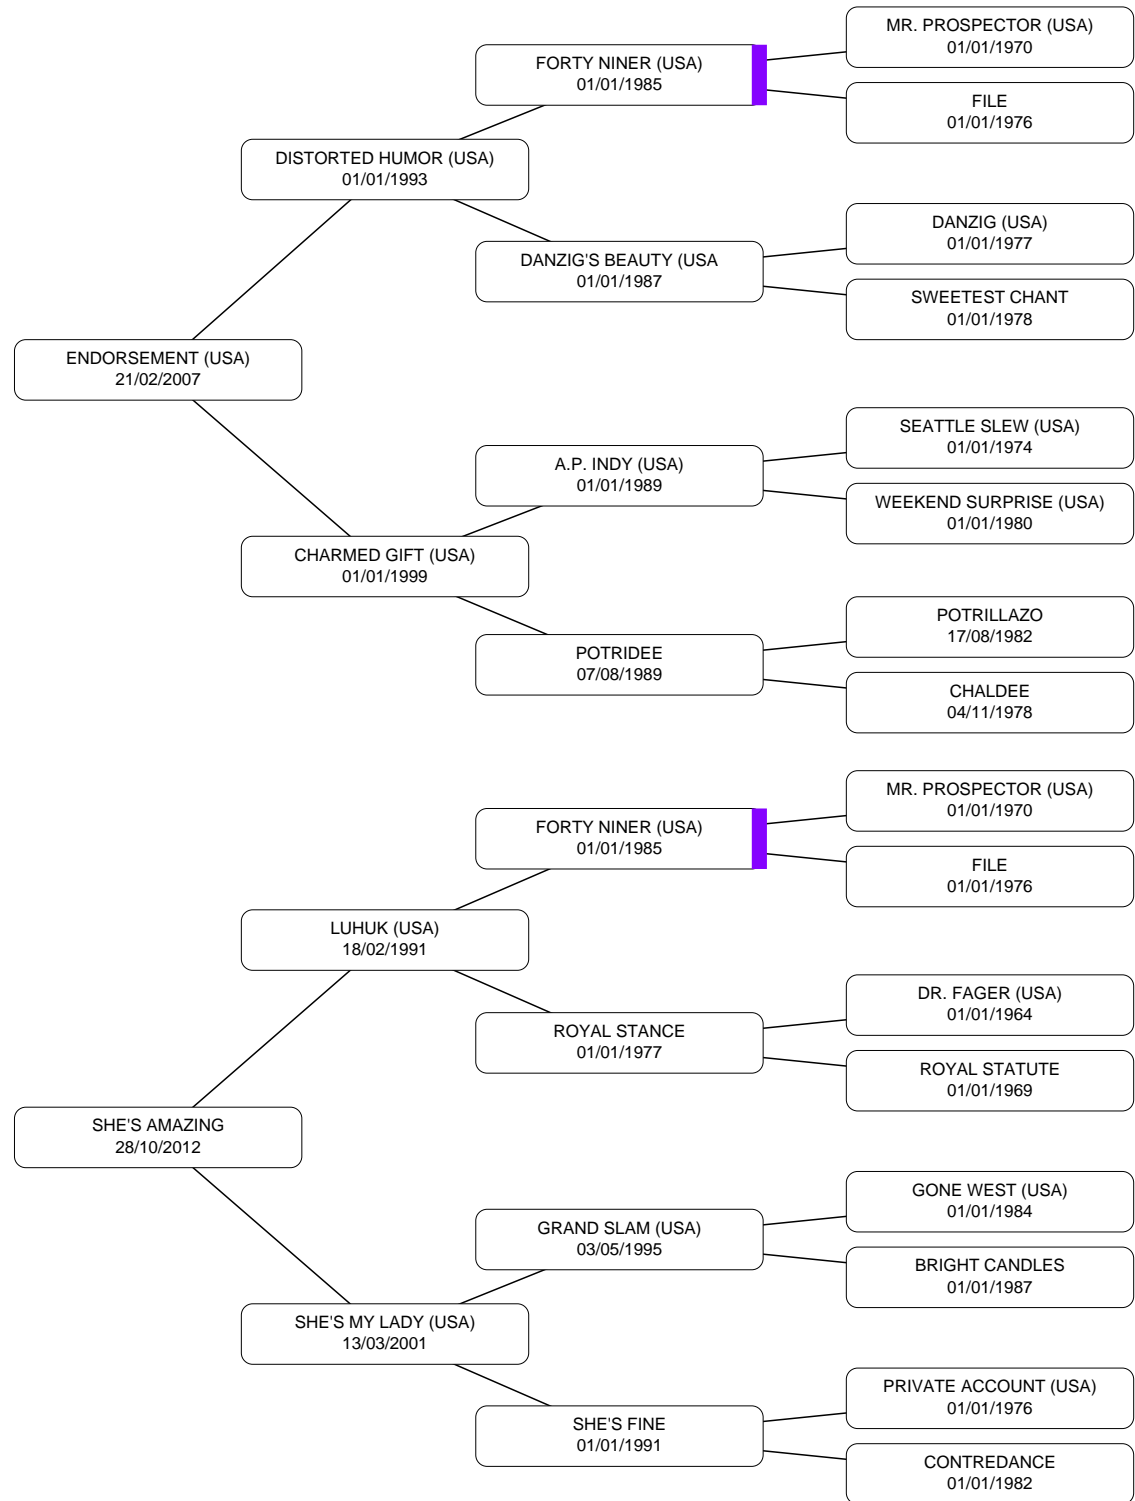 MR. PROSPECTOR (USA)
01/01/1970
FORTY NINER (USA)
01/01/1985
FILE
01/01/1976
DISTORTED HUMOR (USA)
01/01/1993
DANZIG (USA)
01/01/1977
DANZIG'S BEAUTY (USA
01/01/1987
SWEETEST CHANT
01/01/1978
ENDORSEMENT (USA)
21/02/2007
SEATTLE SLEW (USA)
01/01/1974
A.P. INDY (USA)
01/01/1989
WEEKEND SURPRISE (USA)
01/01/1980
CHARMED GIFT (USA)
01/01/1999
POTRILLAZO
17/08/1982
POTRIDEE
07/08/1989
CHALDEE
04/11/1978
MR. PROSPECTOR (USA)
01/01/1970
FORTY NINER (USA)
01/01/1985
FILE
01/01/1976
LUHUK (USA)
18/02/1991
DR. FAGER (USA)
01/01/1964
ROYAL STANCE
01/01/1977
ROYAL STATUTE
01/01/1969
SHE'S AMAZING
28/10/2012
GONE WEST (USA)
01/01/1984
GRAND SLAM (USA)
03/05/1995
BRIGHT CANDLES
01/01/1987
SHE'S MY LADY (USA)
13/03/2001
PRIVATE ACCOUNT (USA)
01/01/1976
SHE'S FINE
01/01/1991
CONTREDANCE
01/01/1982